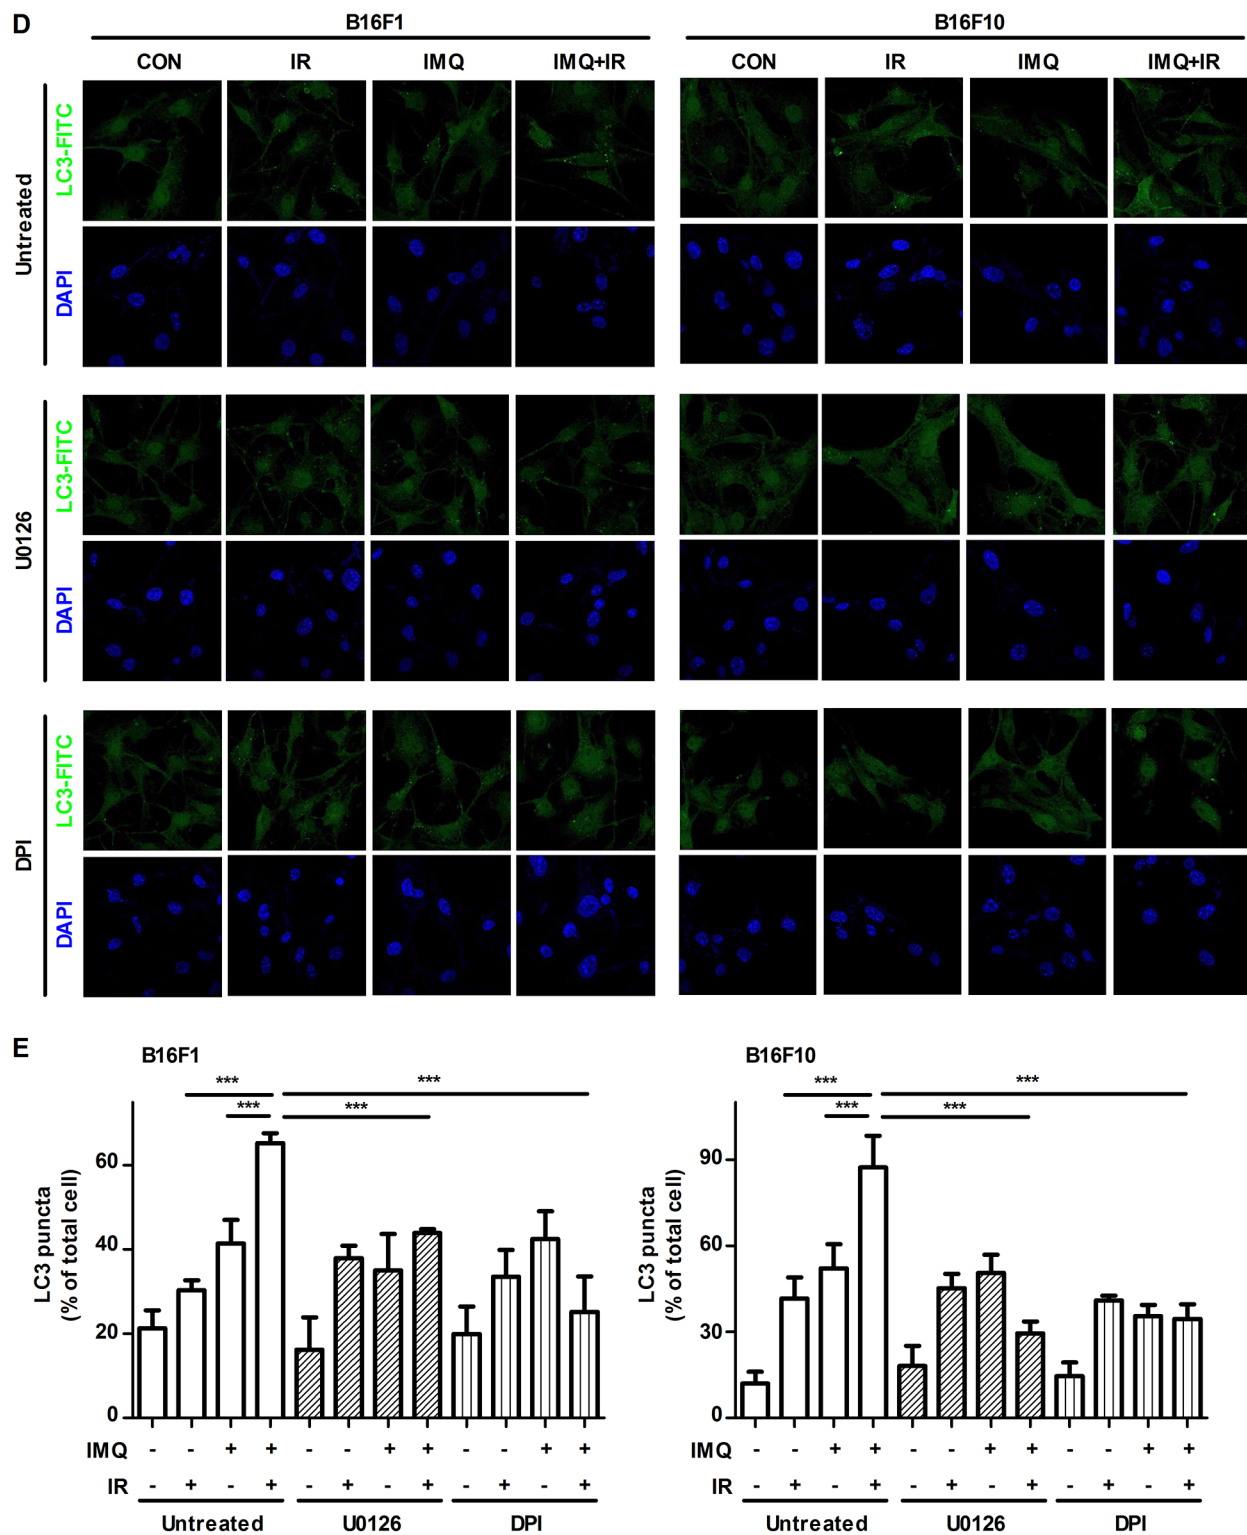 D
B16F1 B16F10
CON IR IMQ IMQ+IR CON IR IMQ IMQ+IR
Untreated
LC3-FITC
DAPI
U0126
LC3-FITC
DAPI
DPI
LC3-FITC
DAPI
E
B16F1
*** ***
*** ***
LC3 puncta
(% of total cell)
60
40
20
0
IMQ - - + + - - + + - - + +
IR - + - + - + - + - + - +
Untreated U0126 DPI
B16F10
*** ***
*** ***
LC3 puncta
(% of total cell)
90
60
30
0
IMQ - - + + - - + + - - + +
IR - + - + - + - + - + - +
Untreated U0126 DPI